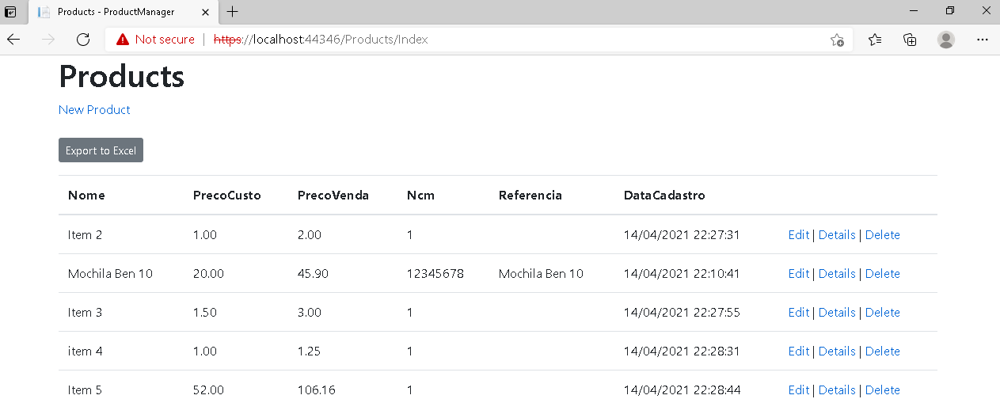 Products - ProductManager
Not secure | https://localhost:44346/Products/Index
Products
New Product
Export to Excel
Nome PrecoCusto PrecoVenda Ncm Referencia DataCadastro
Item 2 1.00 2.00 1 14/04/2021 22:27:31 Edit | Details | Delete
Mochila Ben 10 20.00 45.90 12345678 Mochila Ben 10 14/04/2021 22:10:41 Edit | Details | Delete
Item 3 1.50 3.00 1 14/04/2021 22:27:55 Edit | Details | Delete
item 4 1.00 1.25 1 14/04/2021 22:28:31 Edit | Details | Delete
Item 5 52.00 106.16 1 14/04/2021 22:28:44 Edit | Details | Delete